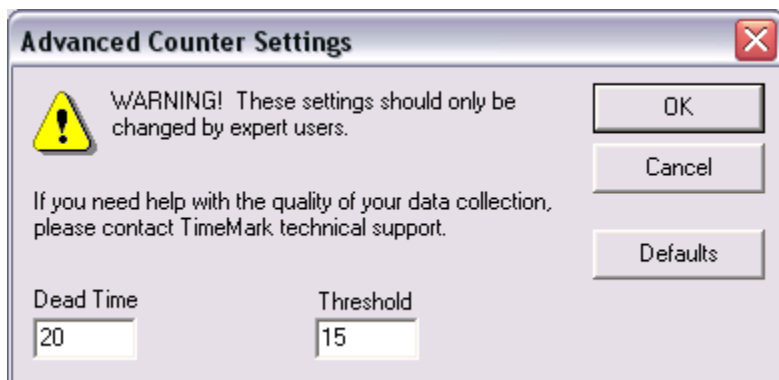 Advanced Counter Settings
WARNING!  These settings should only be
changed by expert users.
OK
Cancel
If you need help with the quality of your data collection,
please contact TimeMark technical support.
Defaults
Dead Time
Threshold
20
15